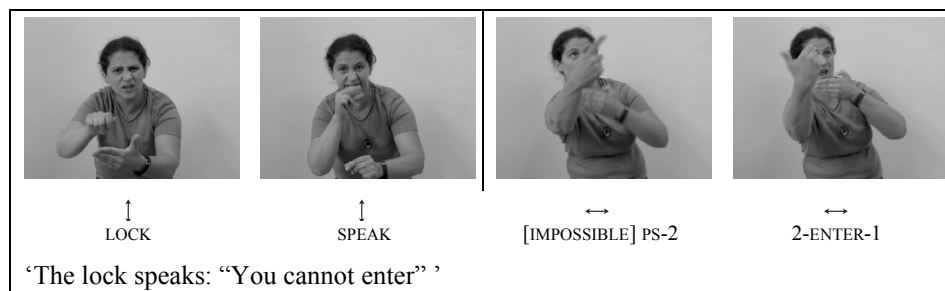 ↕ ↕ ↔ ↔
LOCK SPEAK [IMPOSSIBLE] PS-2 2-ENTER-1
‘The lock speaks: “You cannot enter” ’